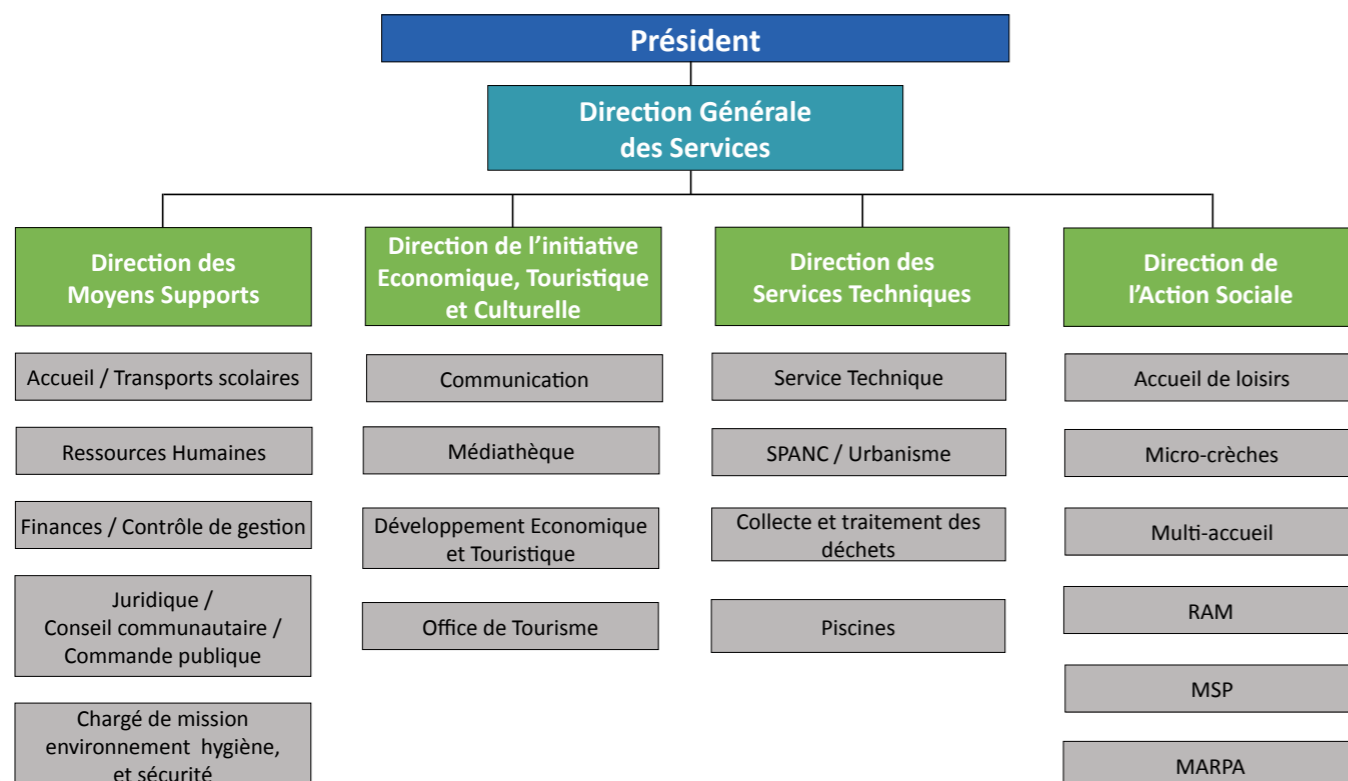 Président
Direction Générale
des Services
Direction des
Moyens Supports
Accueil / Transports scolaires
Ressources Humaines
Finances / Contrôle de gestion
Juridique /
Conseil communautaire /
Commande publique
Chargé de mission
environnement hygiène,
et sécurité
Direction de l’initiative
Economique, Touristique
et Culturelle
Communication
Médiathèque
Développement Economique
et Touristique
Office de Tourisme
Direction des
Services Techniques
Service Technique
SPANC / Urbanisme
Collecte et traitement des
déchets
Piscines
Direction de
l’Action Sociale
Accueil de loisirs
Micro-crèches
Multi-accueil
RAM
MSP
MARPA